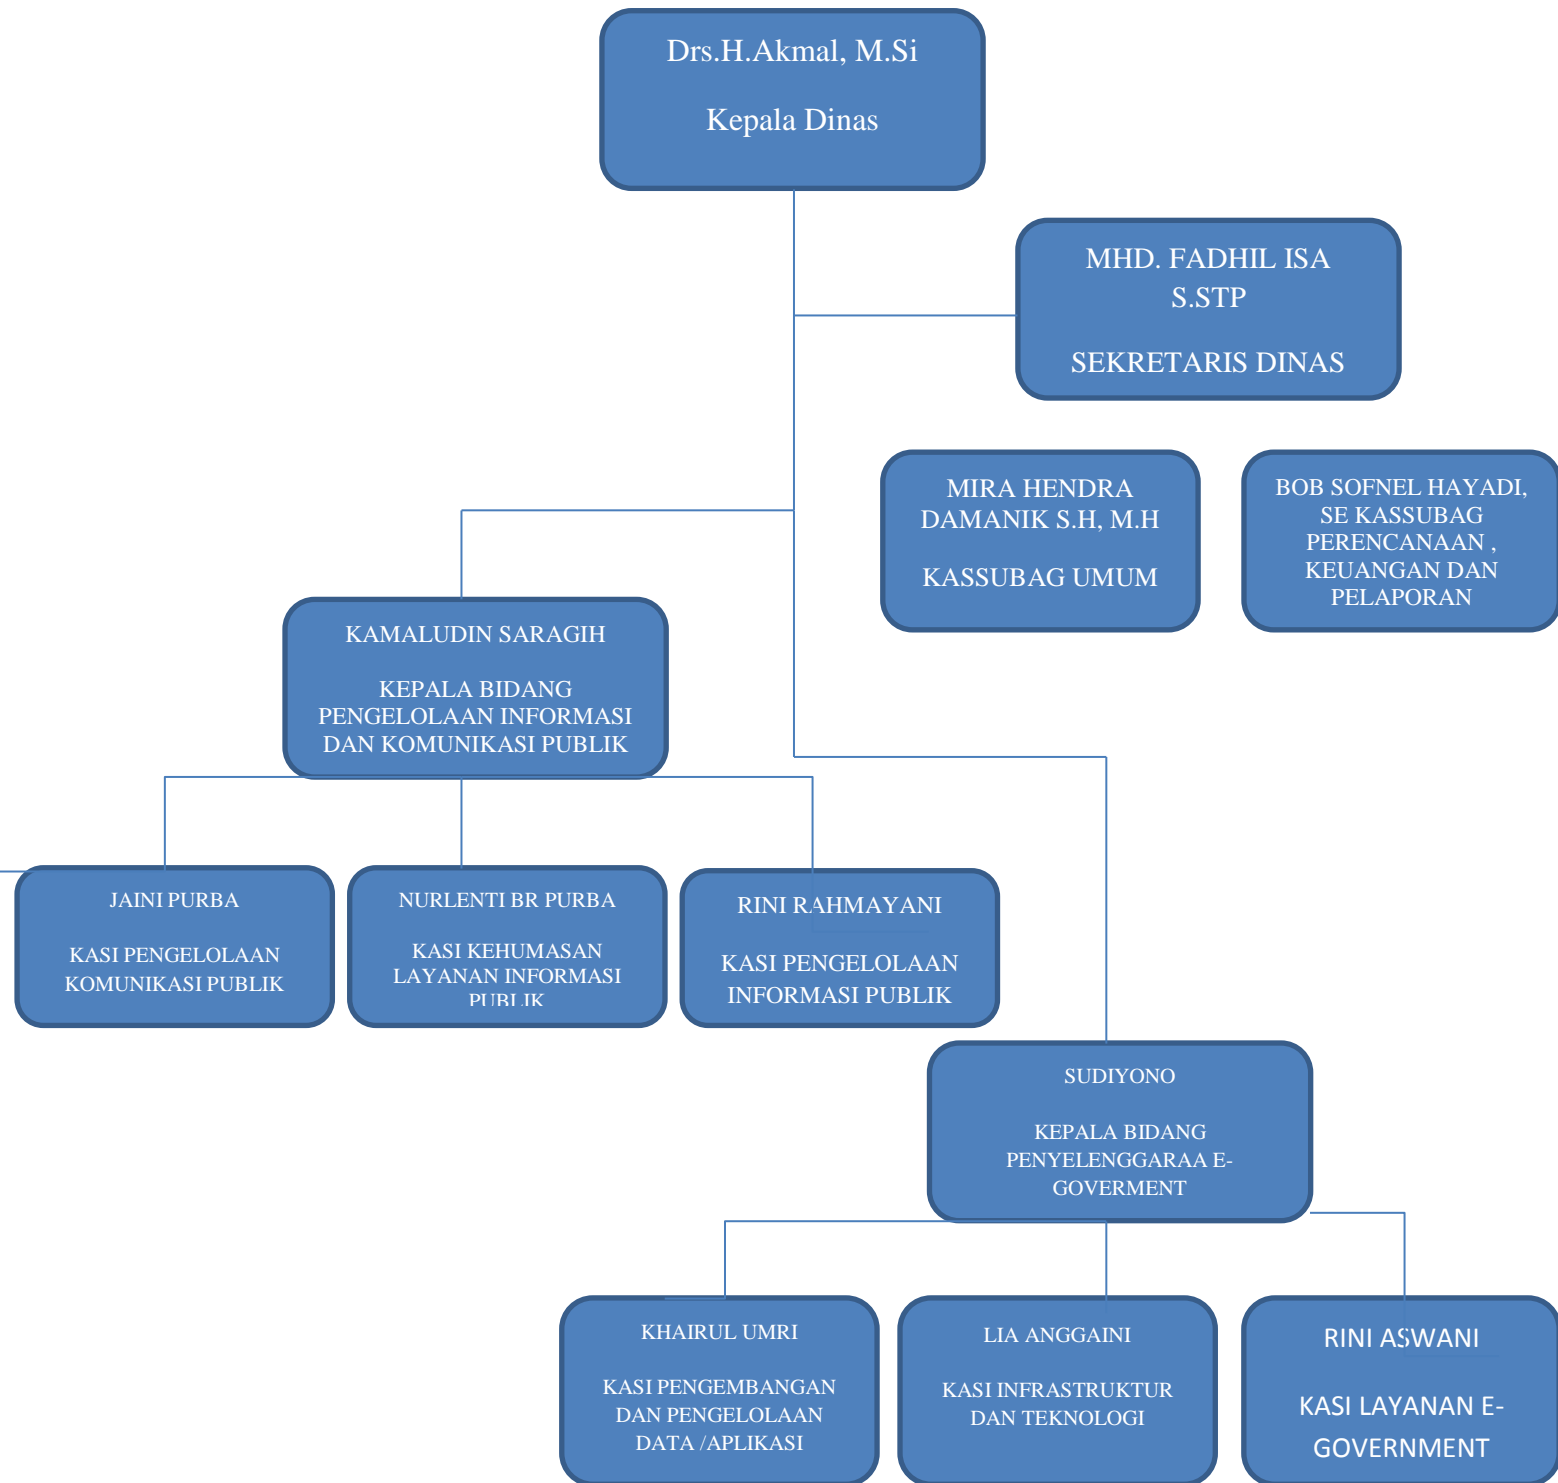 Drs.H.Akmal, M.Si
Kepala Dinas
MHD. FADHIL ISA
S.STP
SEKRETARIS DINAS
MIRA HENDRA
DAMANIK S.H, M.H
KASSUBAG UMUM
BOB SOFNEL HAYADI,
SE KASSUBAG
PERENCANAAN ,
KEUANGAN DAN
PELAPORAN
KAMALUDIN SARAGIH
KEPALA BIDANG
PENGELOLAAN INFORMASI
DAN KOMUNIKASI PUBLIK
JAINI PURBA
KASI PENGELOLAAN
KOMUNIKASI PUBLIK
NURLENTI BR PURBA
KASI KEHUMASAN
LAYANAN INFORMASI
PUBLIK
RINI RAHMAYANI
KASI PENGELOLAAN
INFORMASI PUBLIK
SUDIYONO
KEPALA BIDANG
PENYELENGGARAA E-
GOVERMENT
KHAIRUL UMRI
KASI PENGEMBANGAN
DAN PENGELOLAAN
DATA /APLIKASI
LIA ANGGAINI
KASI INFRASTRUKTUR
DAN TEKNOLOGI
RINI ASWANI
KASI LAYANAN E-
GOVERNMENT